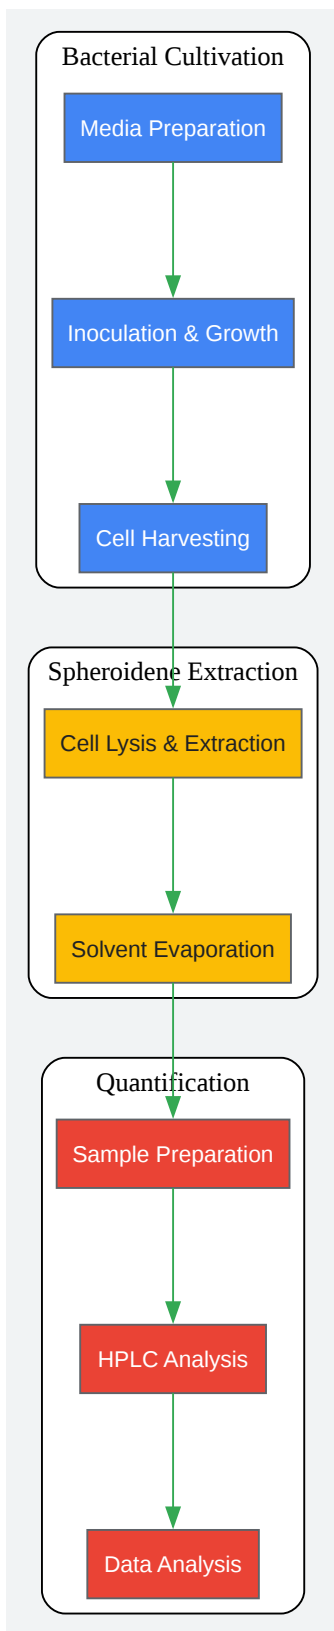 Bacterial Cultivation
Media Preparation
Inoculation & Growth
Cell Harvesting
Spheroidene Extraction
Cell Lysis & Extraction
Solvent Evaporation
Quantification
Sample Preparation
HPLC Analysis
Data Analysis